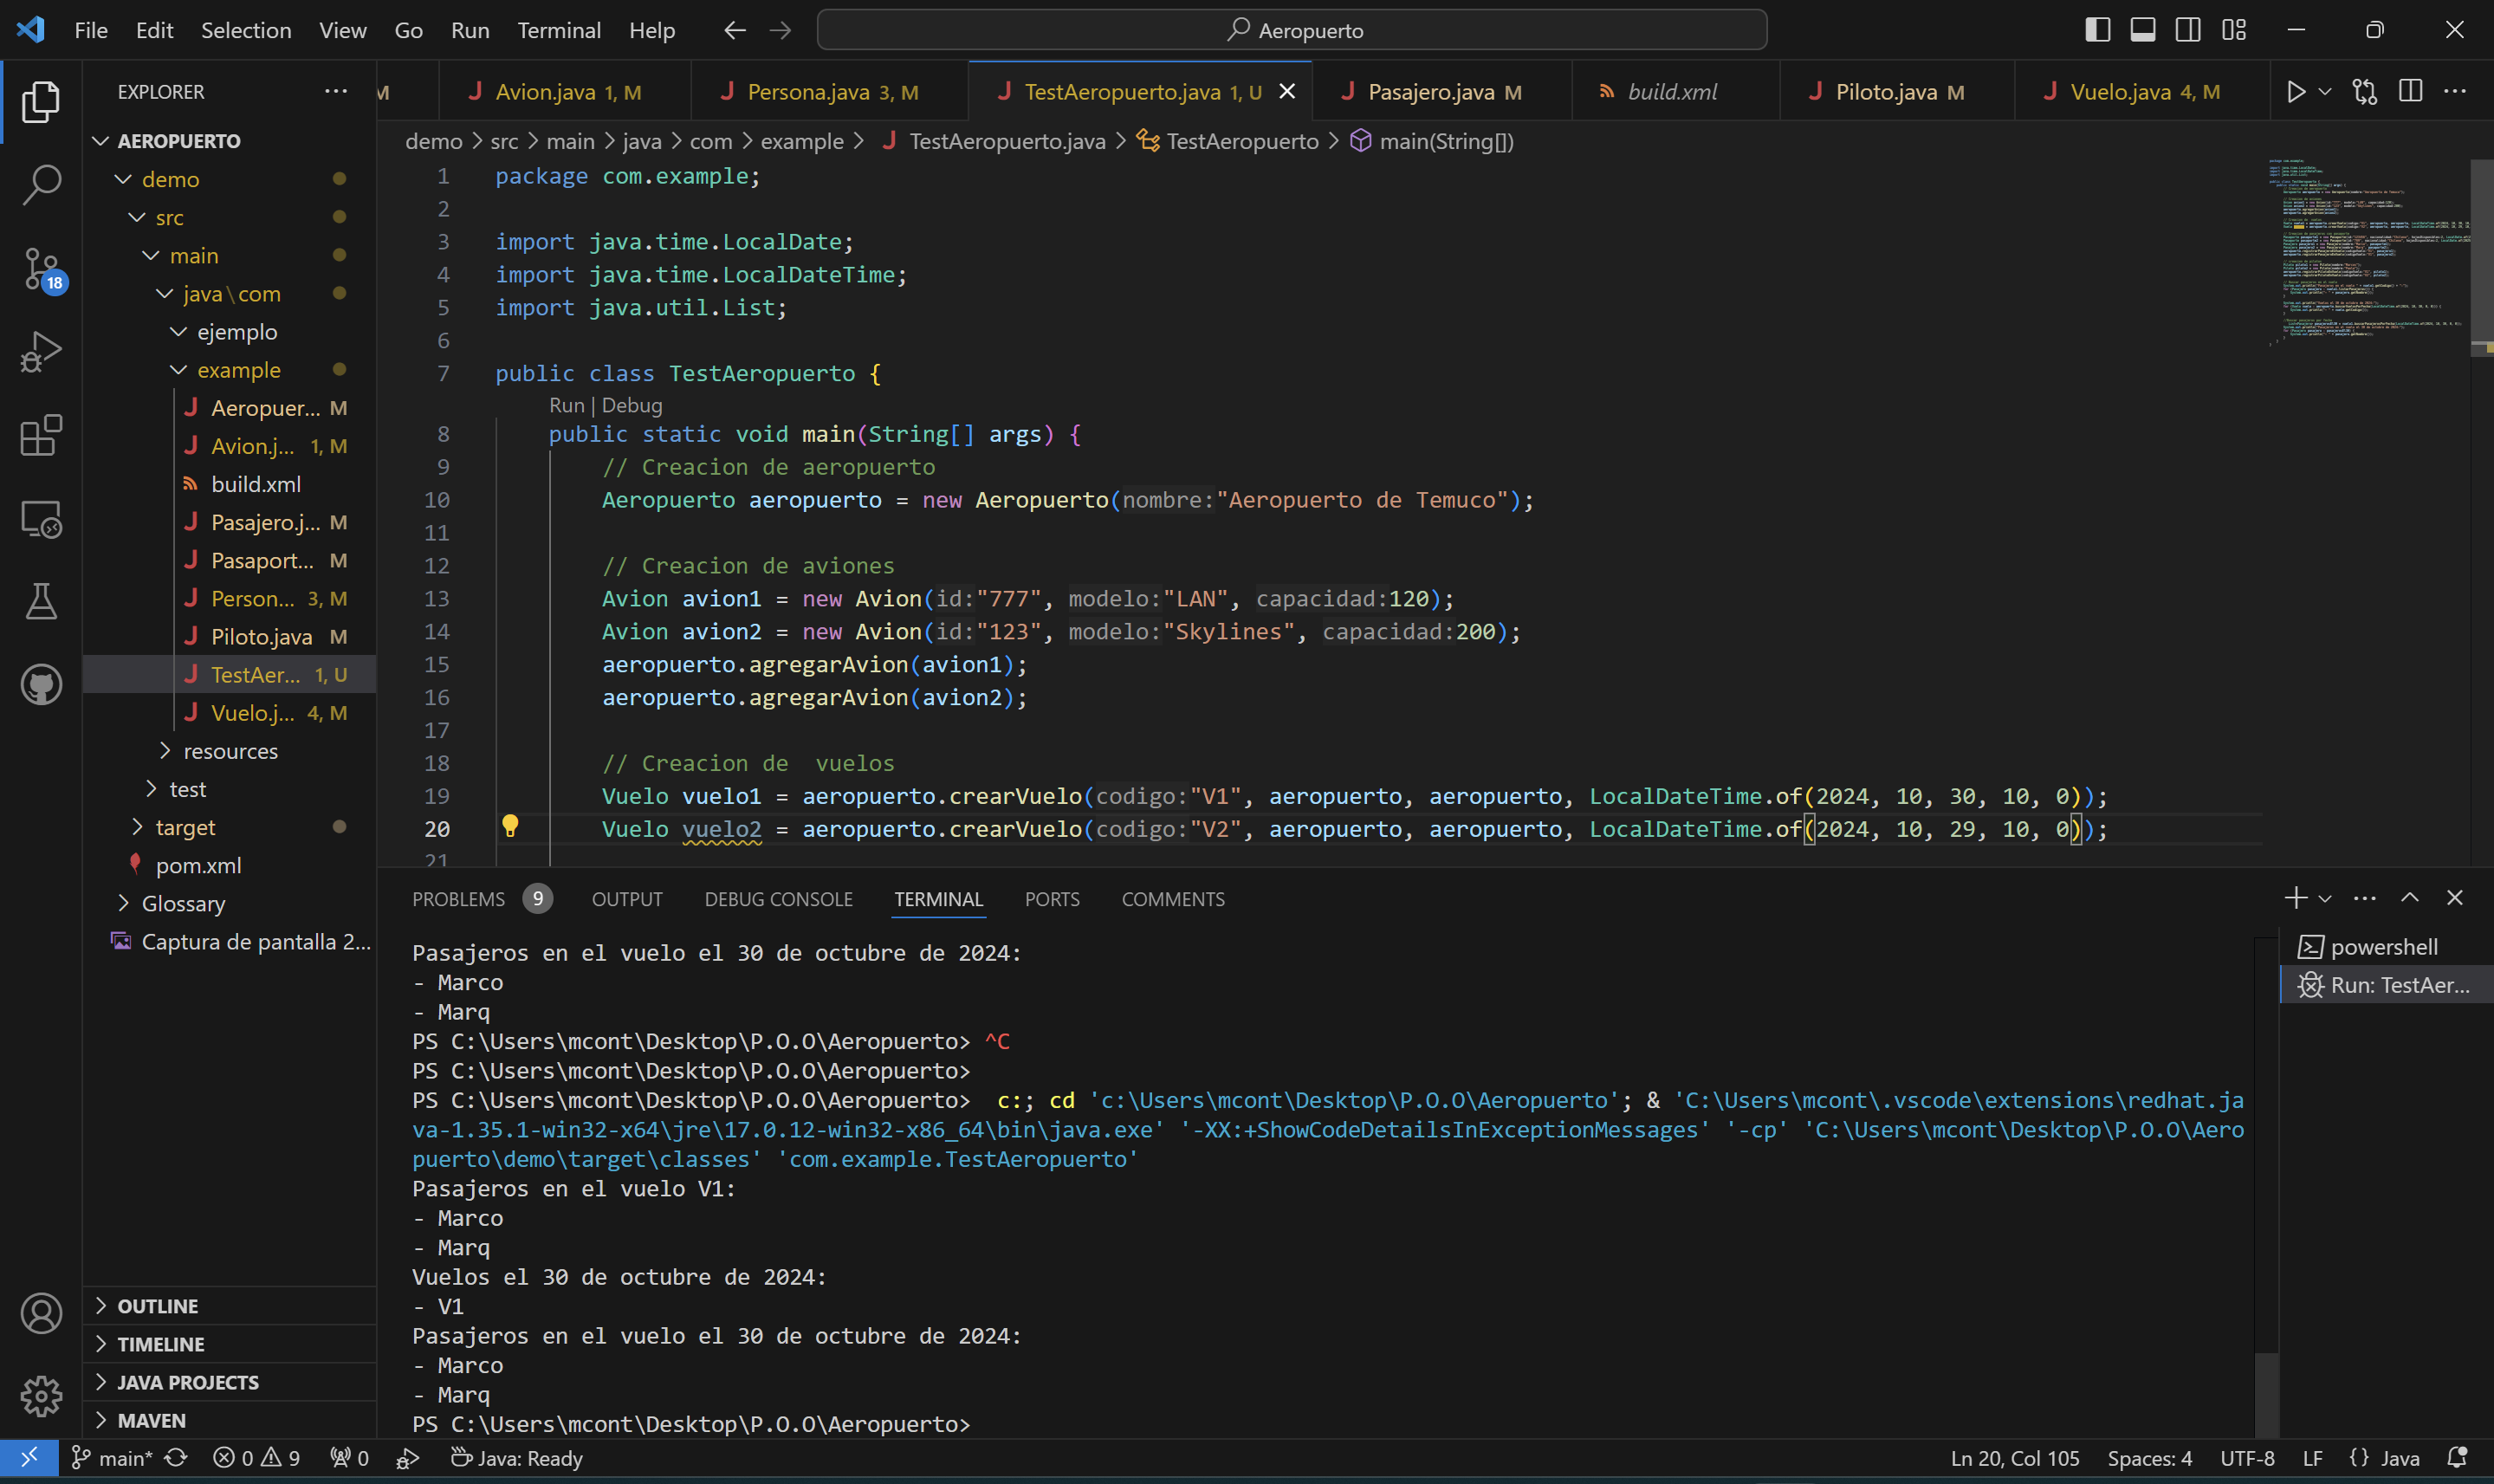 File Edit Selection View Go Run Terminal Help
Aeropuerto
EXPLORER
M
Avion.java 1, M
Persona.java 3, M
TestAeropuerto.java 1, U
Pasajero.java M
build.xml
Piloto.java M
Vuelo.java 4, M
demo > src > main > java > com > example > TestAeropuerto.java > TestAeropuerto > main(String[])
AEROPUERTO
demo
src
main
java\com
ejemplo
example
Aeropuer... M
Avion.j... 1, M
build.xml
Pasajero.j... M
Pasaport... M
Person... 3, M
Piloto.java M
TestAer... 1, U
Vuelo.j... 4, M
resources
test
target
pom.xml
Glossary
Captura de pantalla 2...
OUTLINE
TIMELINE
JAVA PROJECTS
MAVEN
18
1 package com.example;
2
3 import java.time.LocalDate;
4 import java.time.LocalDateTime;
5 import java.util.List;
6
7 public class TestAeropuerto {
Run | Debug
8 public static void main(String[] args) {
9 // Creacion de aeropuerto
10 Aeropuerto aeropuerto = new Aeropuerto(nombre:"Aeropuerto de Temuco");
11
12 // Creacion de aviones
13 Avion avion1 = new Avion(id:"777", modelo:"LAN", capacidad:120);
14 Avion avion2 = new Avion(id:"123", modelo:"Skylines", capacidad:200);
15 aeropuerto.agregarAvion(avion1);
16 aeropuerto.agregarAvion(avion2);
17
18 // Creacion de  vuelos
19 Vuelo vuelo1 = aeropuerto.crearVuelo(codigo:"V1", aeropuerto, aeropuerto, LocalDateTime.of(2024, 10, 30, 10, 0));
20 Vuelo vuelo2 = aeropuerto.crearVuelo(codigo:"V2", aeropuerto, aeropuerto, LocalDateTime.of(2024, 10, 29, 10, 0));
21
PROBLEMS 9 OUTPUT DEBUG CONSOLE TERMINAL PORTS COMMENTS
powershell
Run: TestAer...
Pasajeros en el vuelo el 30 de octubre de 2024:
- Marco
- Marq
PS C:\Users\mcont\Desktop\P.O.O\Aeropuerto> ^C
PS C:\Users\mcont\Desktop\P.O.O\Aeropuerto>
PS C:\Users\mcont\Desktop\P.O.O\Aeropuerto>  c:; cd 'c:\Users\mcont\Desktop\P.O.O\Aeropuerto'; & 'C:\Users\mcont\.vscode\extensions\redhat.ja
va-1.35.1-win32-x64\jre\17.0.12-win32-x86_64\bin\java.exe' '-XX:+ShowCodeDetailsInExceptionMessages' '-cp' 'C:\Users\mcont\Desktop\P.O.O\Aero
puerto\demo\target\classes' 'com.example.TestAeropuerto'
Pasajeros en el vuelo V1:
- Marco
- Marq
Vuelos el 30 de octubre de 2024:
- V1
Pasajeros en el vuelo el 30 de octubre de 2024:
- Marco
- Marq
PS C:\Users\mcont\Desktop\P.O.O\Aeropuerto>
main* 0 9 0 Java: Ready Ln 20, Col 105 Spaces: 4 UTF-8 LF {} Java